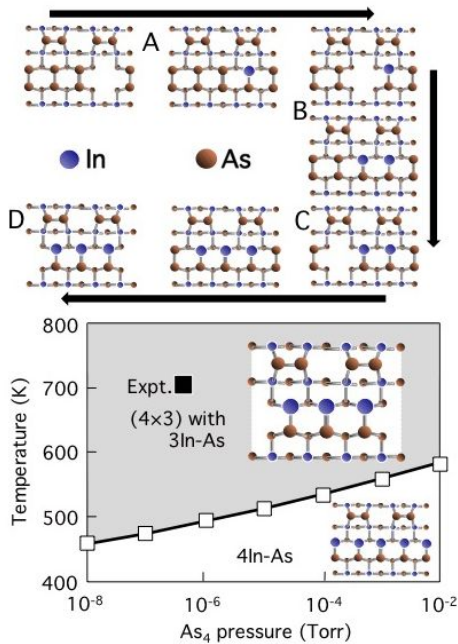 A
B
In
As
D
C
800
700
600
500
400
Temperature (K)
Expt.
(4×3) with
3In-As
4In-As
10⁻⁸
10⁻⁶
10⁻⁴
10⁻²
As₄ pressure (Torr)